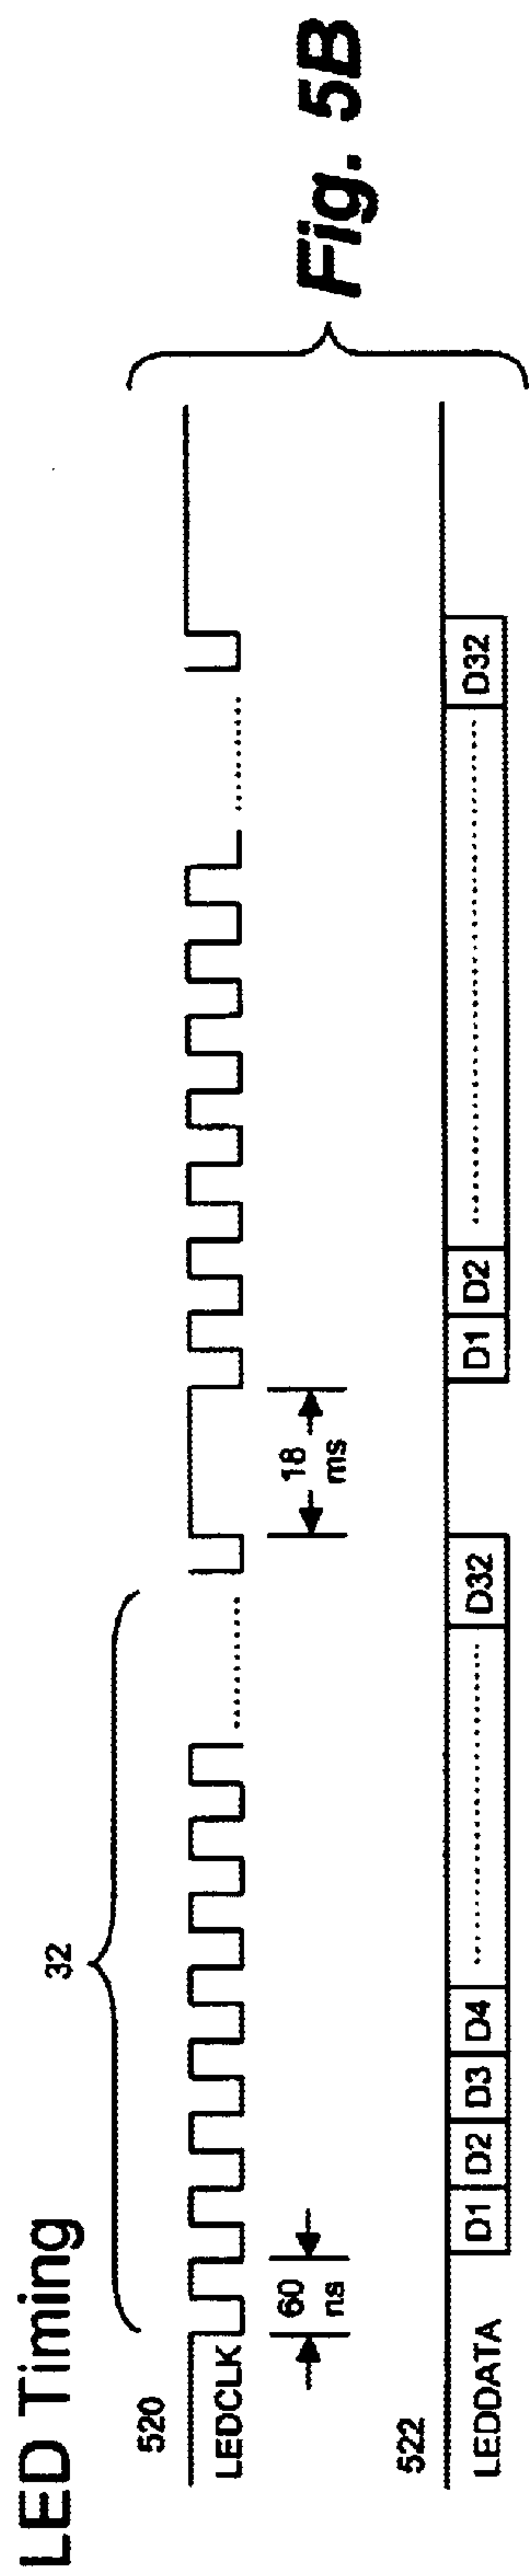 LED Timing
32
520
LEDCLK
60
ns
18
ms
522
LEDDATA
D1 D2 D3 D4 D32 D1 D2 D32
Fig. 5B